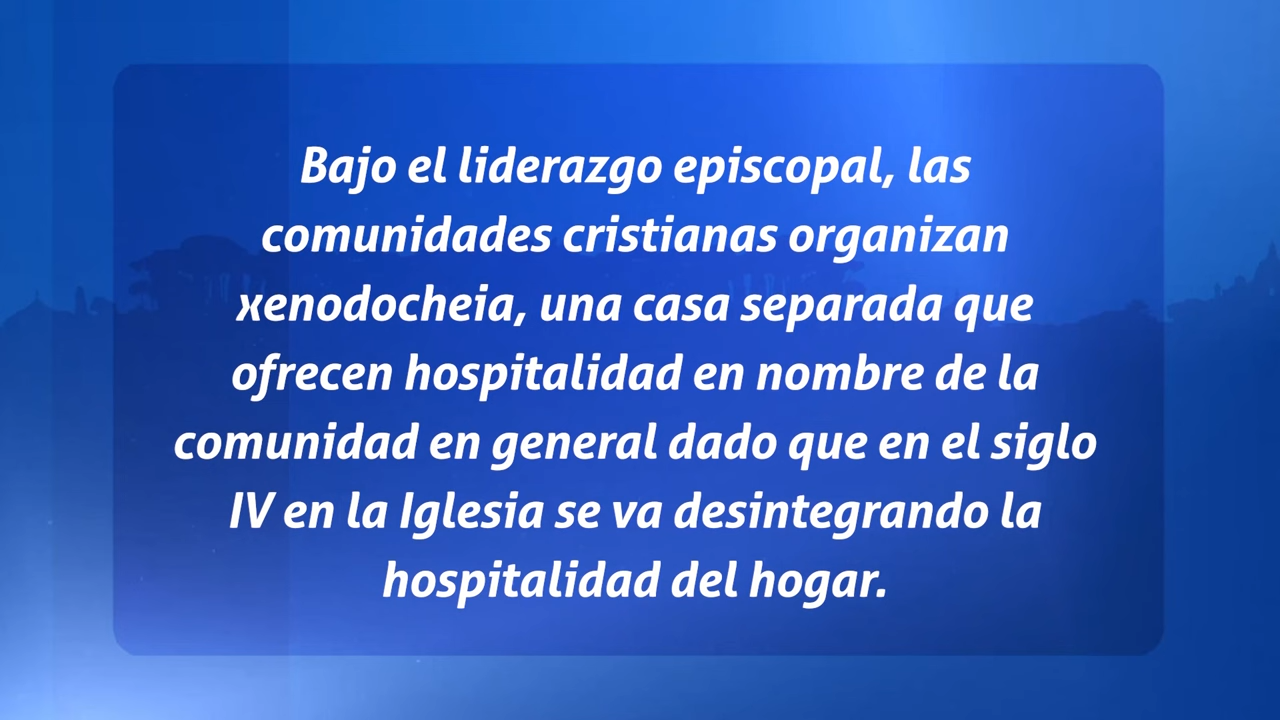 Bajo el liderazgo episcopal, las
comunidades cristianas organizan
xenodocheia, una casa separada que
ofrecen hospitalidad en nombre de la
comunidad en general dado que en el siglo
IV en la Iglesia se va desintegrando la
hospitalidad del hogar.